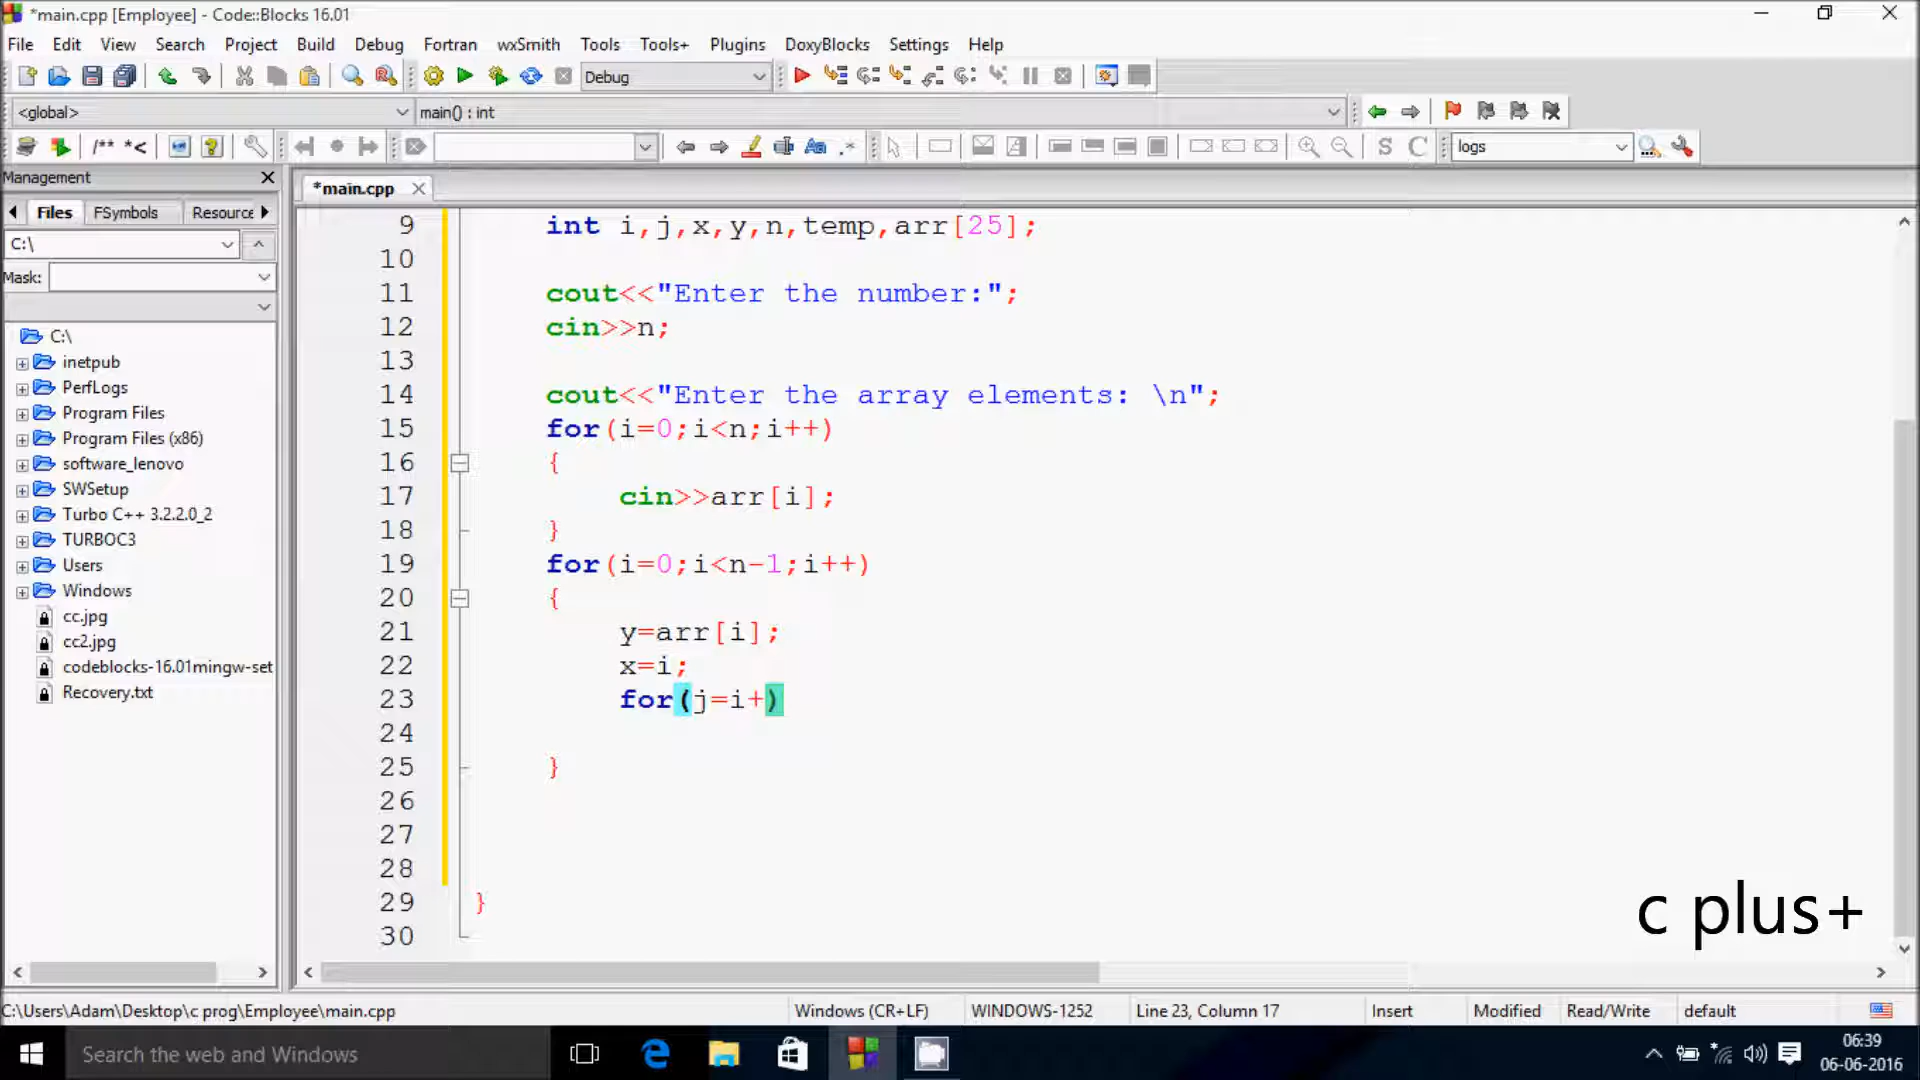 *main.cpp [Employee] - Code::Blocks 16.01
File Edit View Search Project Build Debug Fortran wxSmith Tools Tools+ Plugins DoxyBlocks Settings Help
Debug
<global> main() : int
/** *< Aa .* S C logs
Management
Files FSymbols Resource
C:\
Mask:
C:\
inetpub
PerfLogs
Program Files
Program Files (x86)
software_lenovo
SWSetup
Turbo C++ 3.2.2.0_2
TURBOC3
Users
Windows
cc.jpg
cc2.jpg
codeblocks-16.01mingw-set
Recovery.txt
*main.cpp
9 int i,j,x,y,n,temp,arr[25];
10
11 cout<<"Enter the number:";
12 cin>>n;
13
14 cout<<"Enter the array elements: \n";
15 for(i=0;i<n;i++)
16 {
17 cin>>arr[i];
18 }
19 for(i=0;i<n-1;i++)
20 {
21 y=arr[i];
22 x=i;
23 for(j=i+)
24
25 }
26
27
28
29 }
30
c plus+
C:\Users\Adam\Desktop\c prog\Employee\main.cpp Windows (CR+LF) WINDOWS-1252 Line 23, Column 17 Insert Modified Read/Write default
Search the web and Windows
06:39
06-06-2016